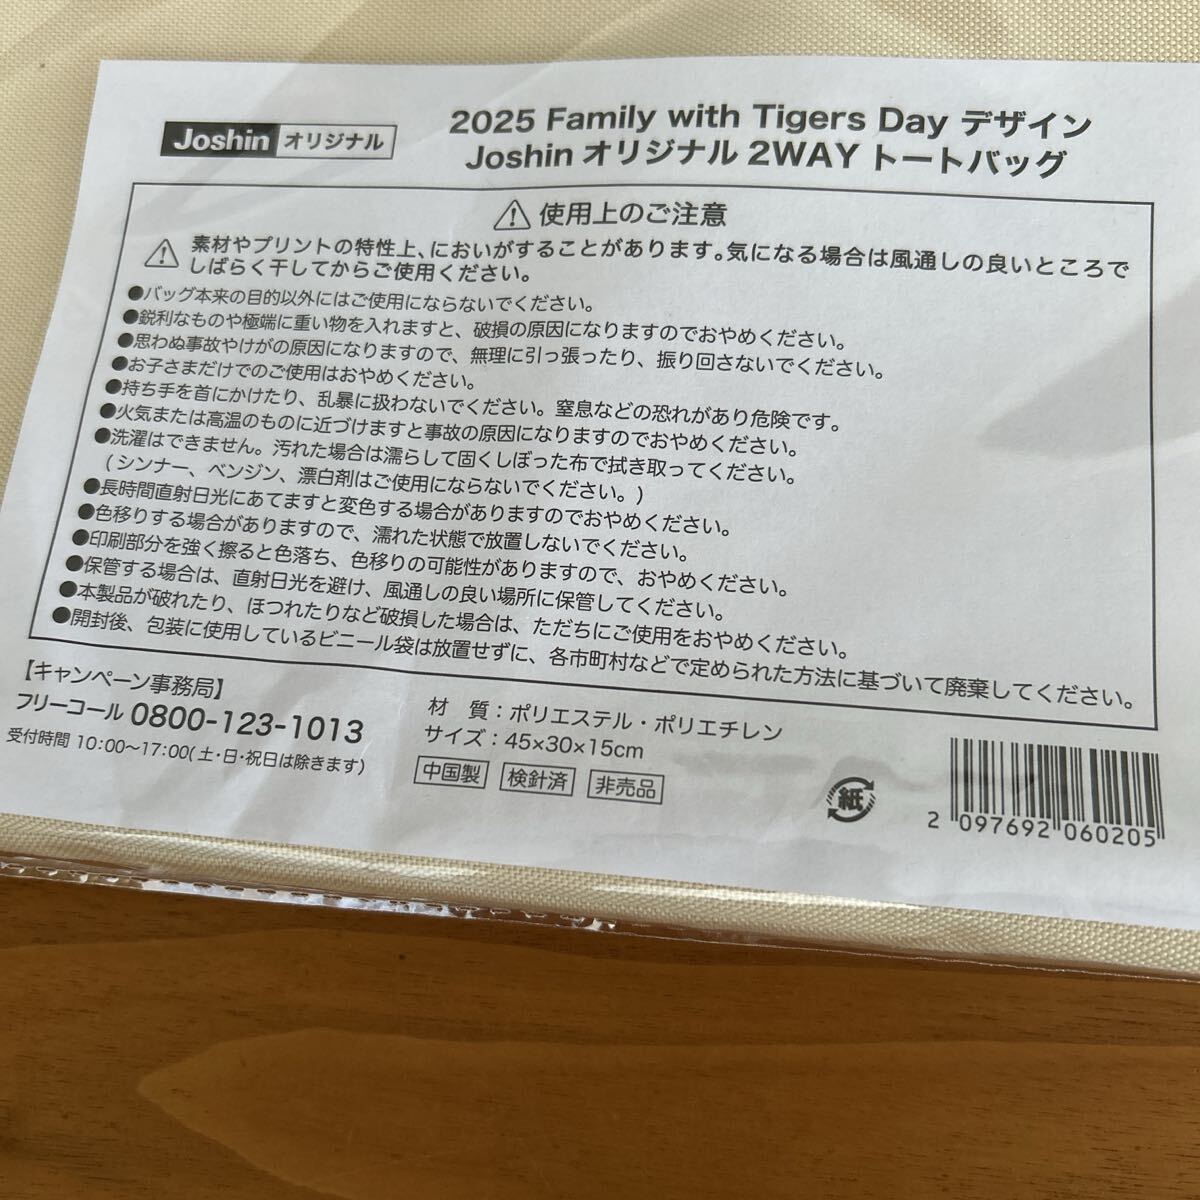 Joshin オリジナル
2025 Family with Tigers Day デザイン
Joshin オリジナル 2WAY トートバッグ
使用上のご注意
素材やプリントの特性上、においがすることがあります。気になる場合は風通しの良いところで
しばらく干してからご使用ください。
●バッグ本来の目的以外にはご使用にならないでください。
●鋭利なものや極端に重い物を入れますと、破損の原因になりますのでおやめください。
●思わぬ事故やけがの原因になりますので、無理に引っ張ったり、振り回さないでください。
●お子さまだけでのご使用はおやめください。
●持ち手を首にかけたり、乱暴に扱わないでください。窒息などの恐れがあり危険です。
●火気または高温のものに近づけますと事故の原因になりますのでおやめください。
●洗濯はできません。汚れた場合は濡らして固くしぼった布で拭き取ってください。
(シンナー、ベンジン、漂白剤はご使用にならないでください。)
●長時間直射日光にあてますと変色する場合がありますのでおやめください。
●色移りする場合がありますので、濡れた状態で放置しないでください。
●印刷部分を強く擦ると色落ち、色移りの可能性がありますので、おやめください。
●保管する場合は、直射日光を避け、風通しの良い場所に保管してください。
●本製品が破れたり、ほつれたりなど破損した場合は、ただちにご使用をおやめください。
●開封後、包装に使用しているビニール袋は放置せずに、各市町村などで定められた方法に基づいて廃棄してください。
【キャンペーン事務局】
フリーコール 0800-123-1013
受付時間 10:00〜17:00(土・日・祝日は除きます)
材 質：ポリエステル・ポリエチレン
サイズ：45×30×15cm
中国製 検針済 非売品
紙
2 097692 060205